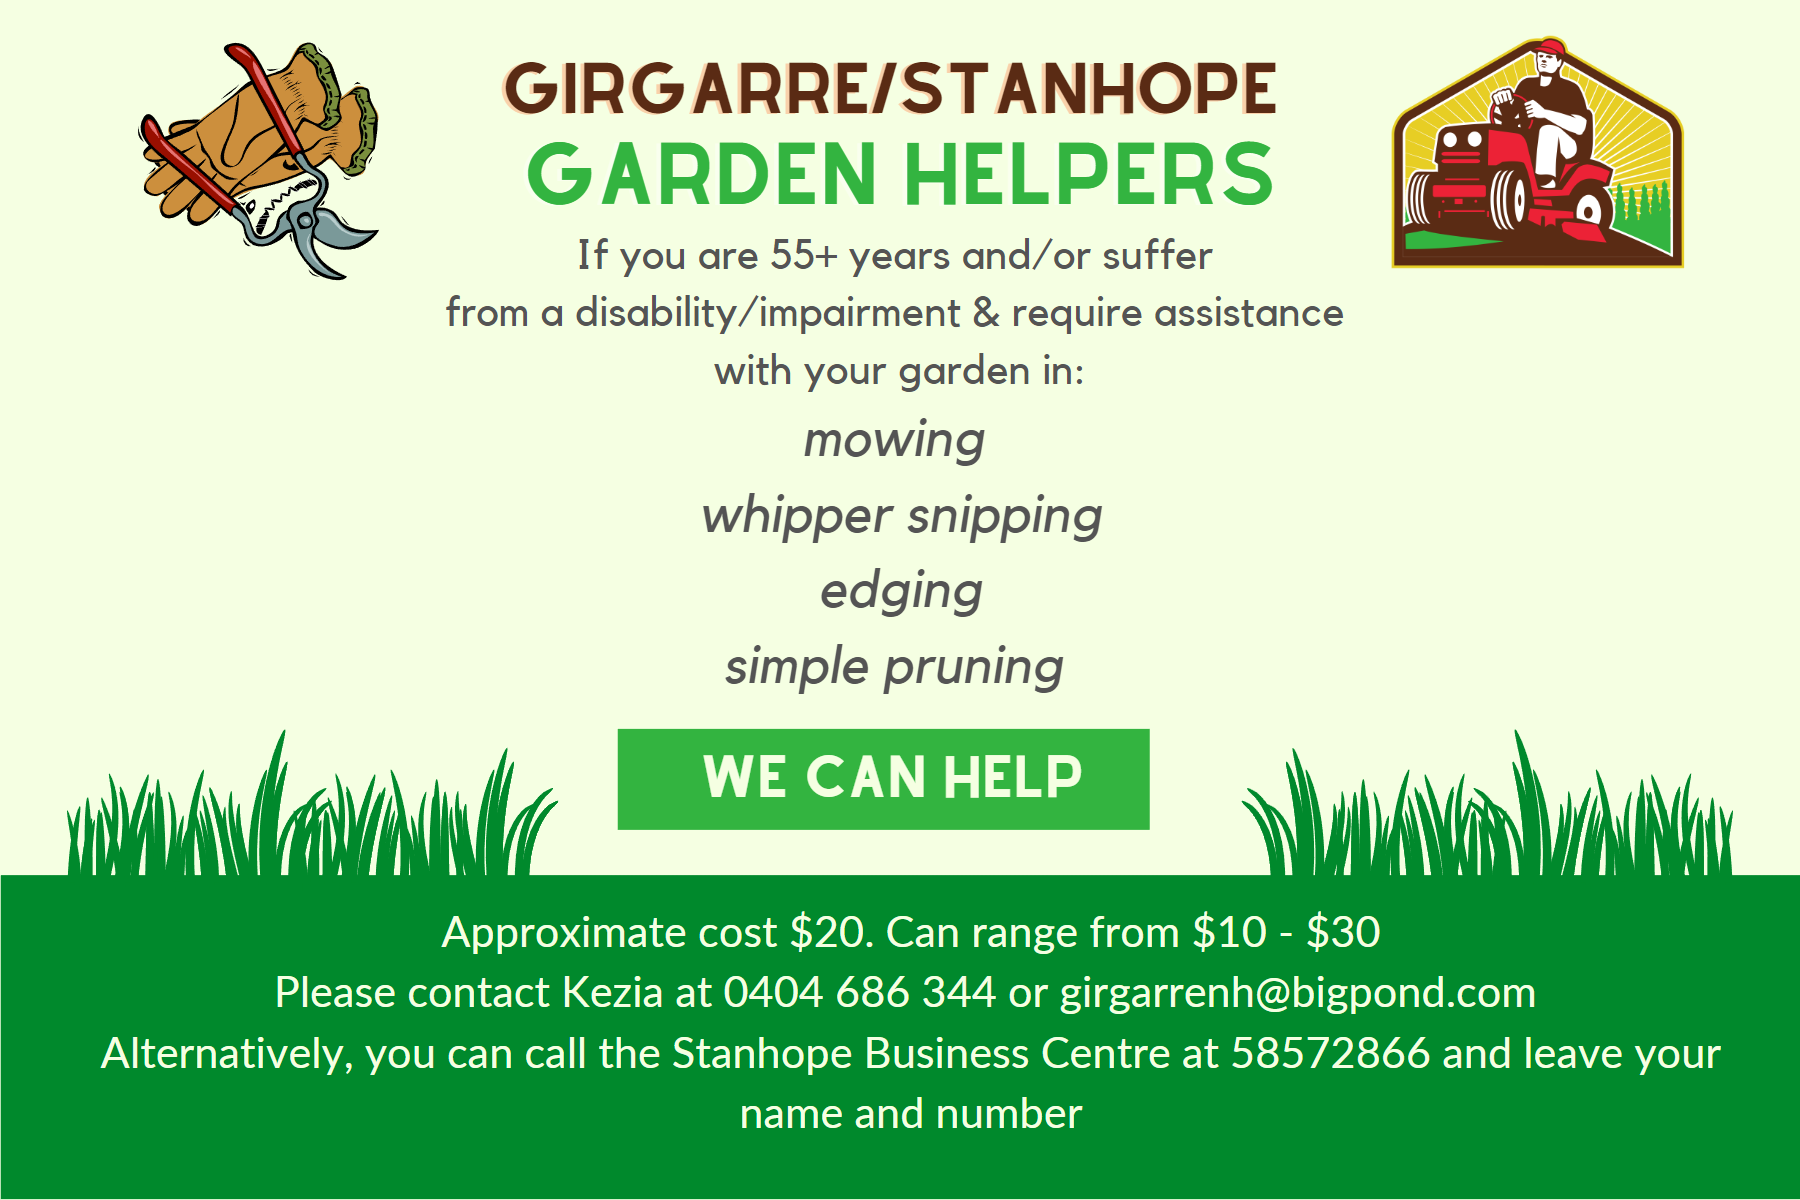 GIRGARRE/STANHOPE
GARDEN HELPERS
If you are 55+ years and/or suffer
from a disability/impairment & require assistance
with your garden in:
mowing
whipper snipping
edging
simple pruning
WE CAN HELP
Approximate cost $20. Can range from $10 - $30
Please contact Kezia at 0404 686 344 or girgarrenh@bigpond.com
Alternatively, you can call the Stanhope Business Centre at 58572866 and leave your
name and number